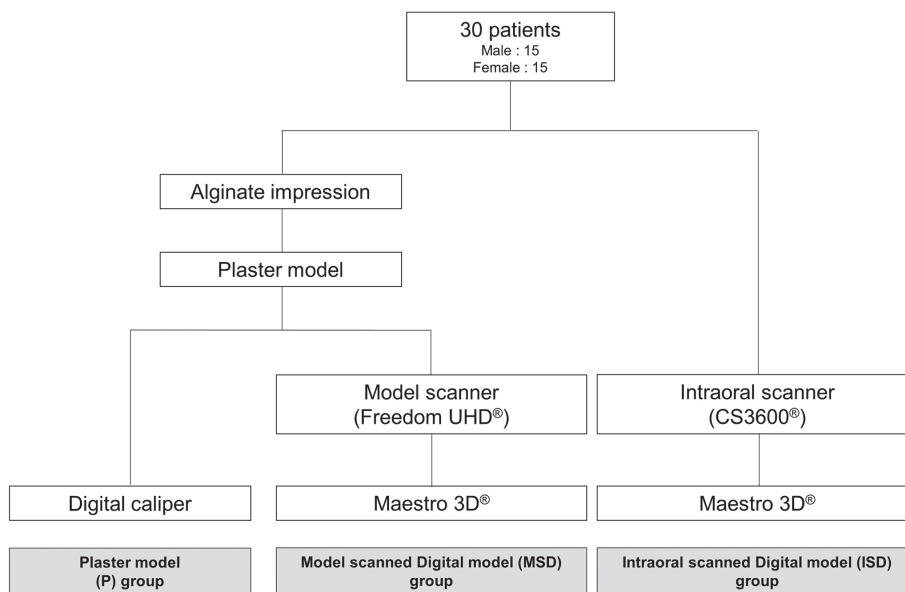 30 patients
Male : 15
Female : 15
Alginate impression
Plaster model
Model scanner
(Freedom UHD®)
Intraoral scanner
(CS3600®)
Digital caliper
Maestro 3D®
Maestro 3D®
Plaster model
(P) group
Model scanned Digital model (MSD)
group
Intraoral scanned Digital model (ISD)
group